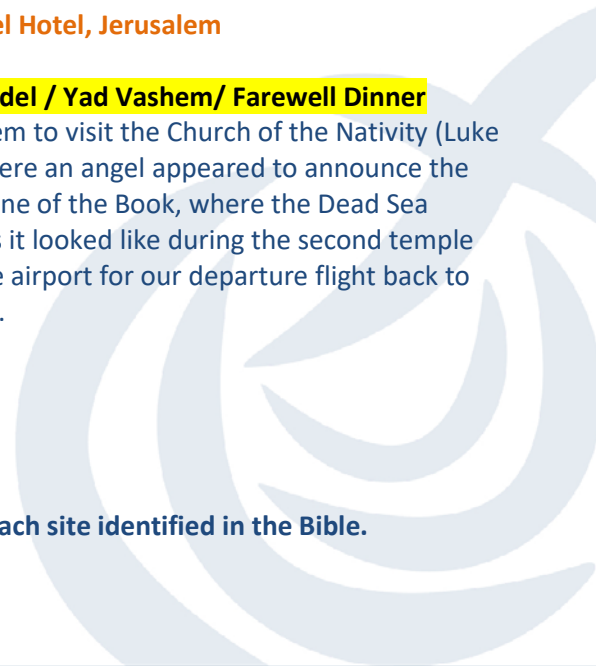 el Hotel, Jerusalem
del / Yad Vashem/ Farewell Dinner
em to visit the Church of the Nativity (Luke
ere an angel appeared to announce the
ine of the Book, where the Dead Sea
s it looked like during the second temple
e airport for our departure flight back to
.
ach site identified in the Bible.